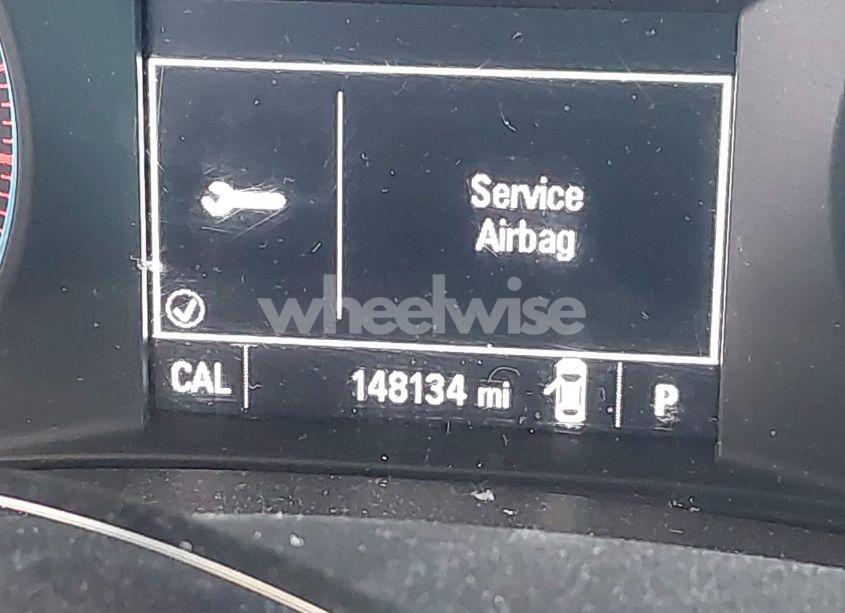 Service
Airbag
wheelwise
CAL 148134 mi P